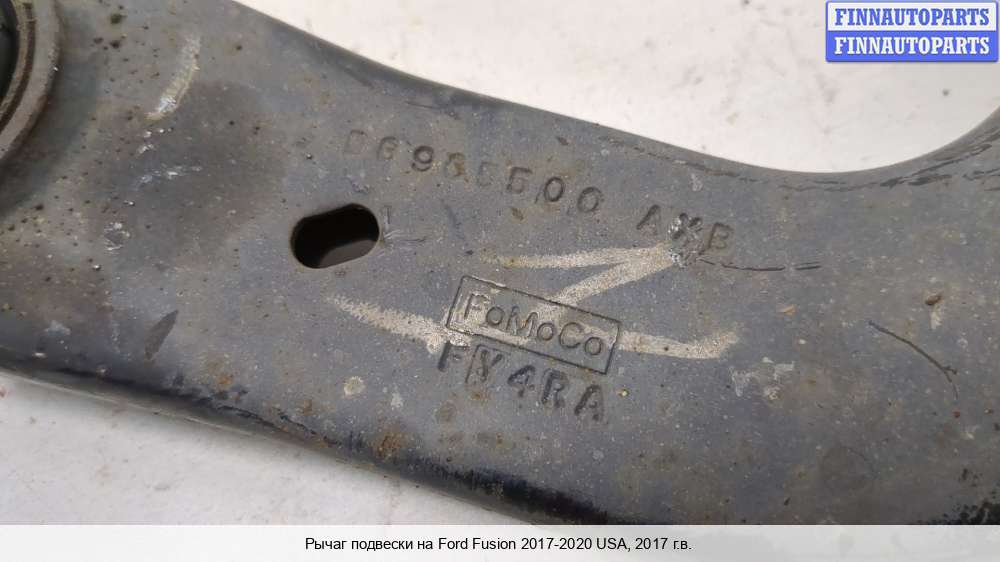 FINNAUTOPARTS
FINNAUTOPARTS
FoMoCo
FY4RA
Рычаг подвески на Ford Fusion 2017-2020 USA, 2017 г.в.